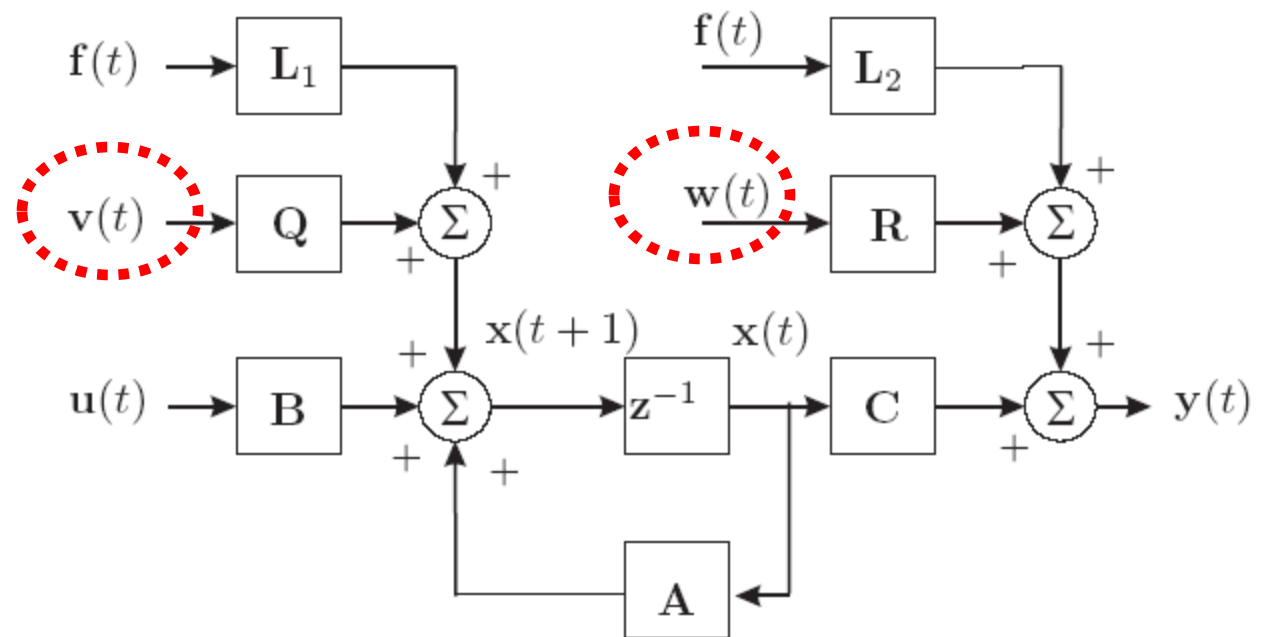 f(t)
L₁
f(t)
L₂
+
+
v(t)
Q
Σ
w(t)
R
Σ
+
+
x(t + 1)
x(t)
+
+
u(t)
B
Σ
z⁻¹
C
Σ
y(t)
+
+
+
A